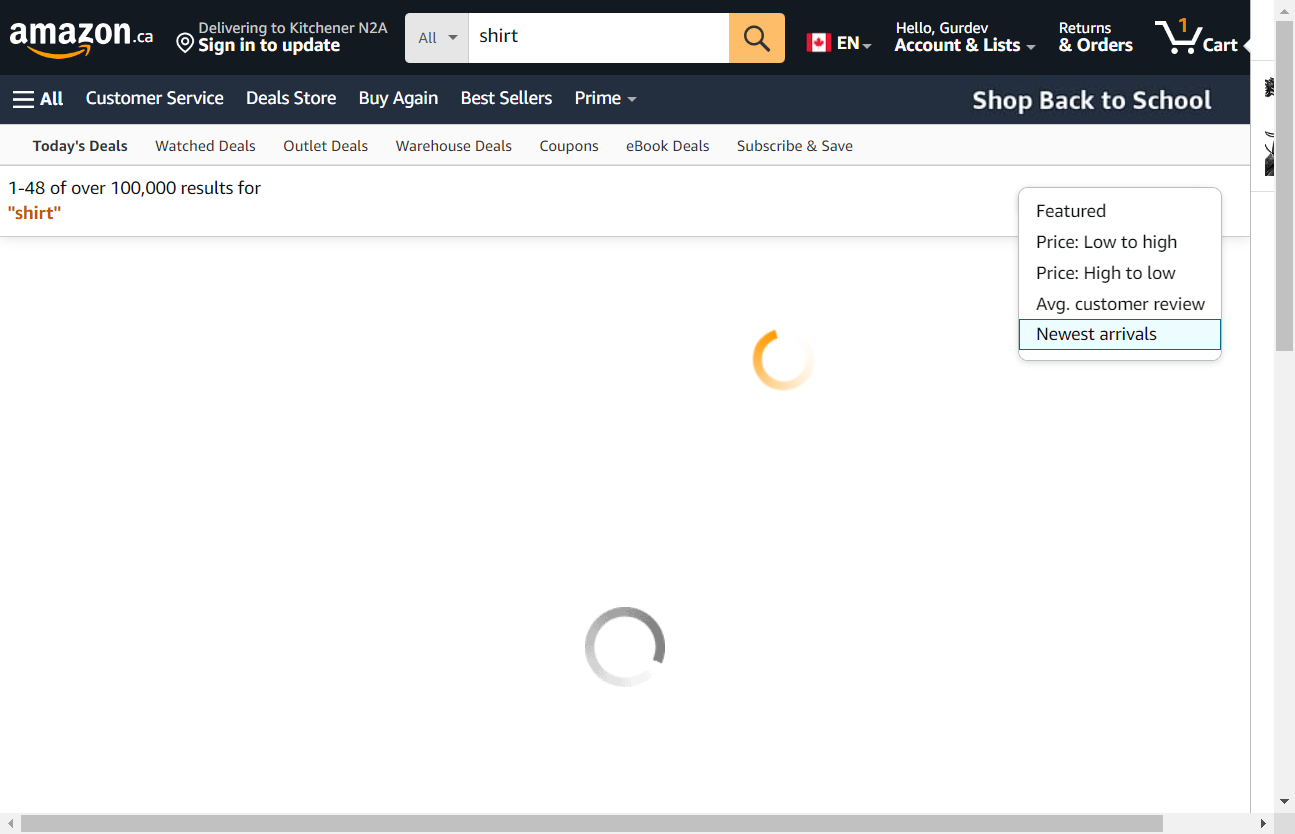 amazon.ca
Delivering to Kitchener N2A
Sign in to update
All
shirt
EN
Hello, Gurdev
Account & Lists
Returns
& Orders
1
Cart
All
Customer Service
Deals Store
Buy Again
Best Sellers
Prime
Shop Back to School
Today's Deals
Watched Deals
Outlet Deals
Warehouse Deals
Coupons
eBook Deals
Subscribe & Save
1-48 of over 100,000 results for
"shirt"
Featured
Price: Low to high
Price: High to low
Avg. customer review
Newest arrivals